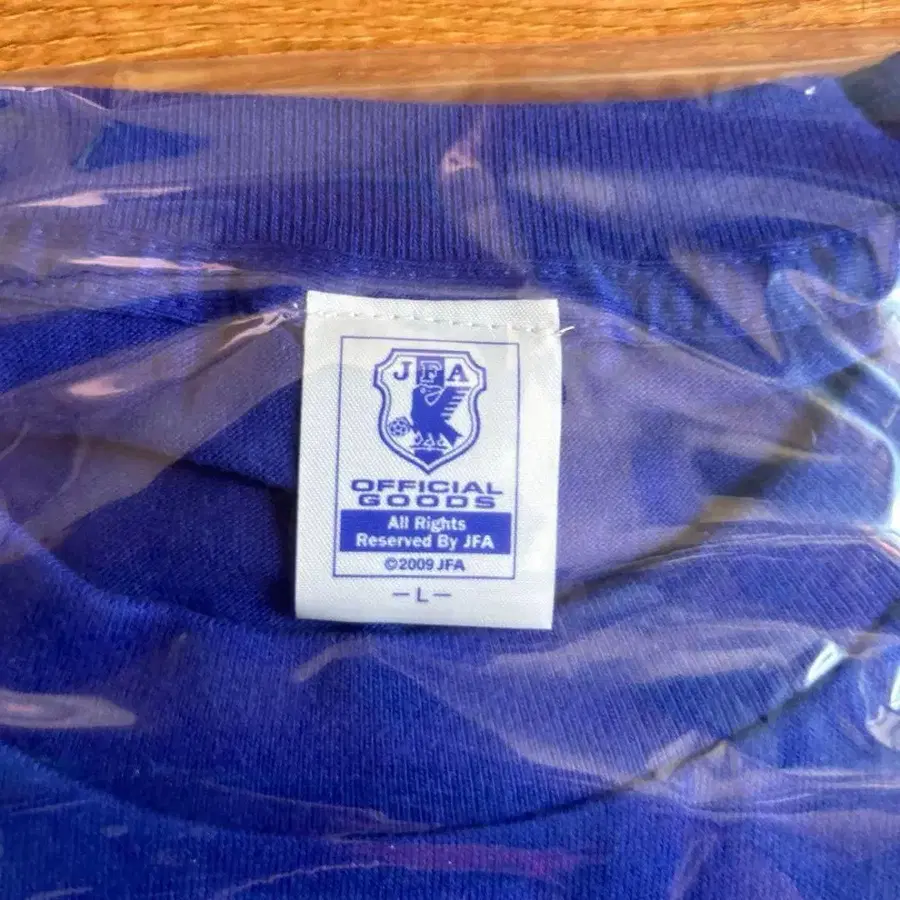 JFA
OFFICIAL
GOODS
All Rights
Reserved By JFA
©2009 JFA
— L —